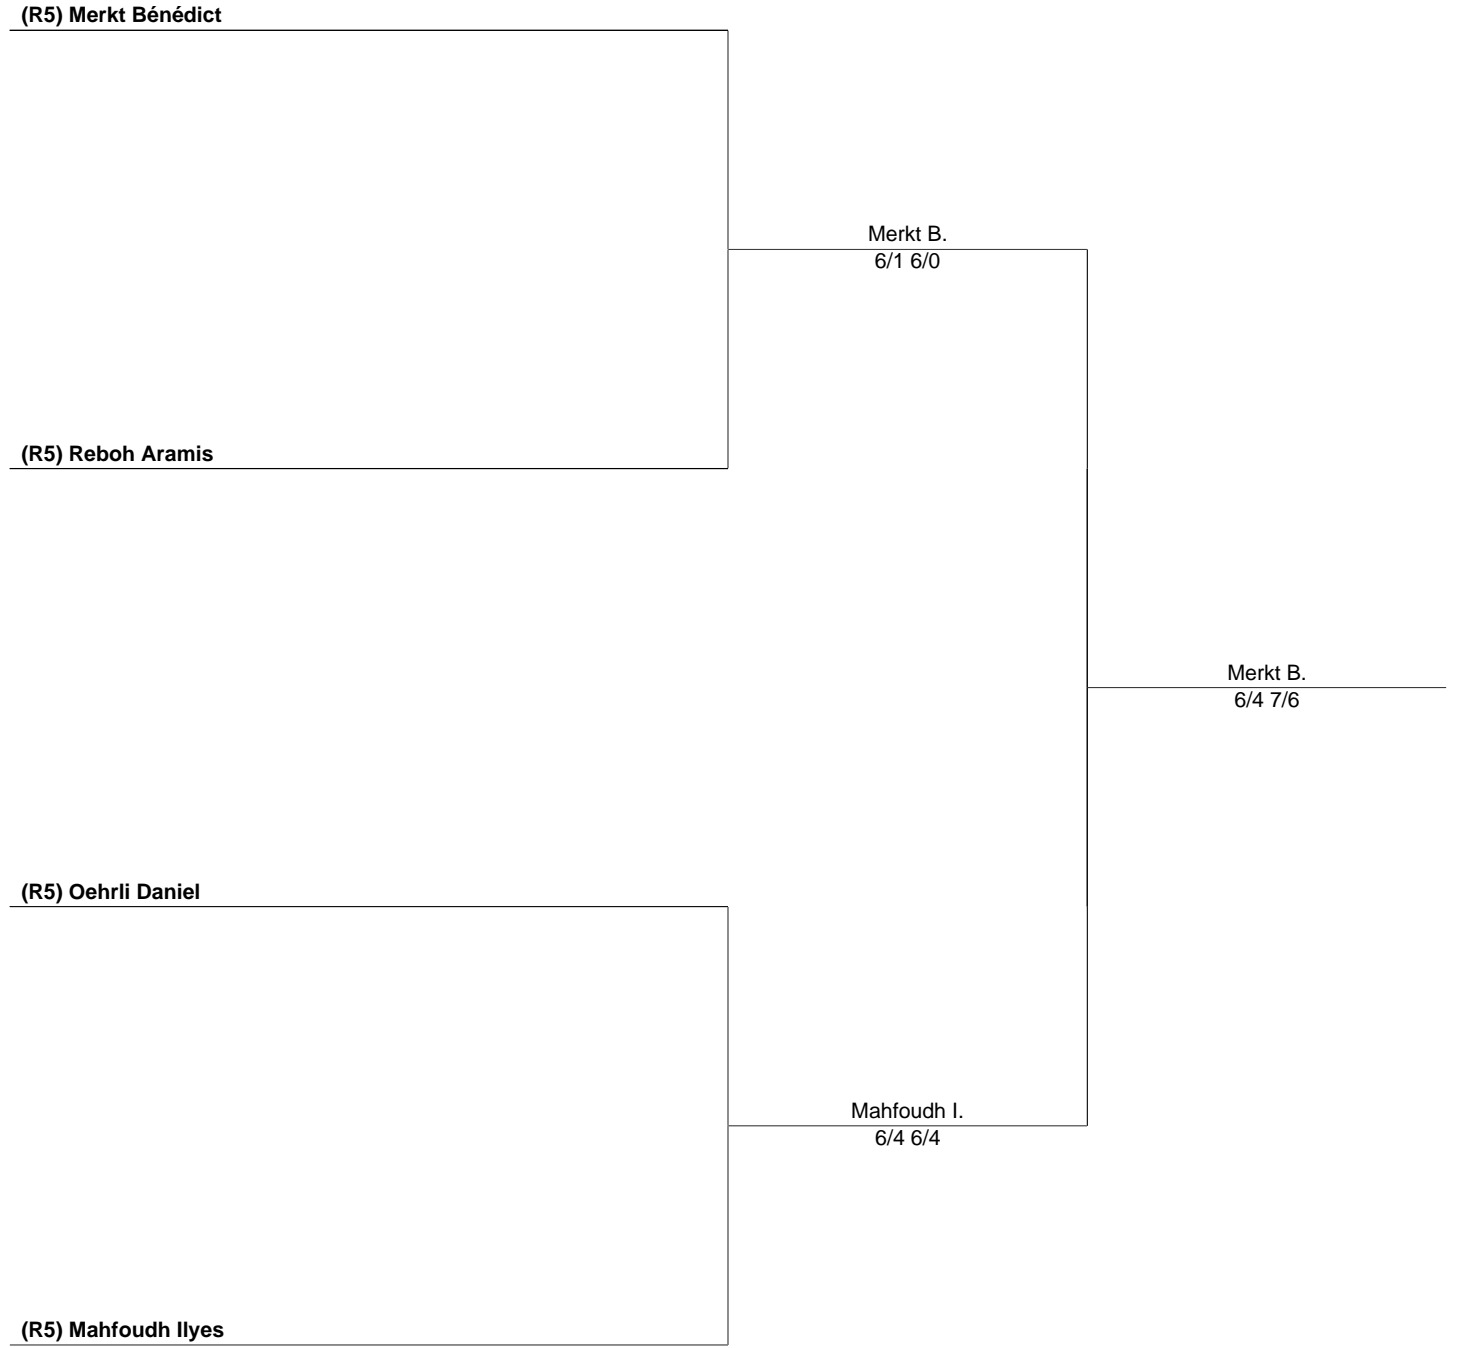 (R5) Merkt Bénédict
Merkt B.
6/1 6/0
(R5) Reboh Aramis
Merkt B.
6/4 7/6
(R5) Oehrli Daniel
Mahfoudh I.
6/4 6/4
(R5) Mahfoudh Ilyes